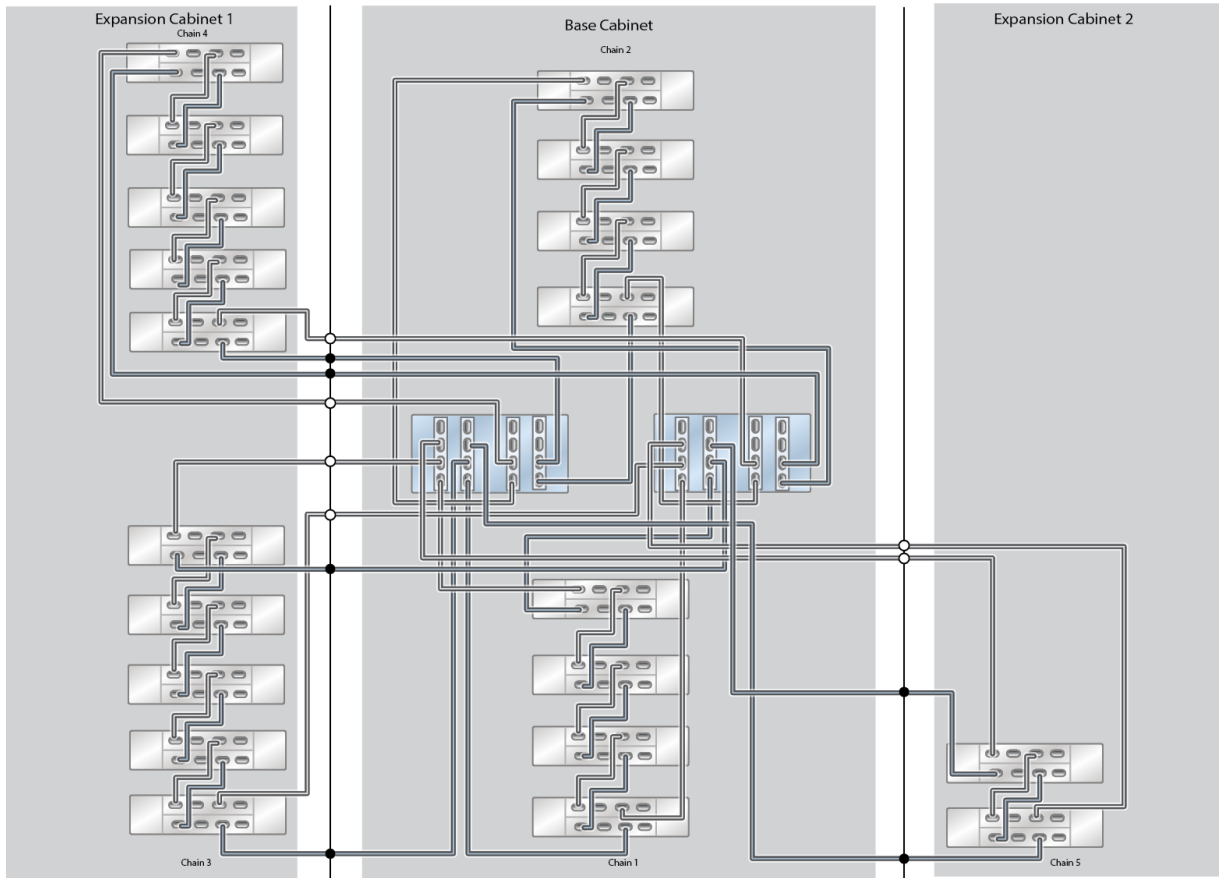 Expansion Cabinet 1
Base Cabinet
Expansion Cabinet 2
Chain 4
Chain 2
Chain 3
Chain 1
Chain 5